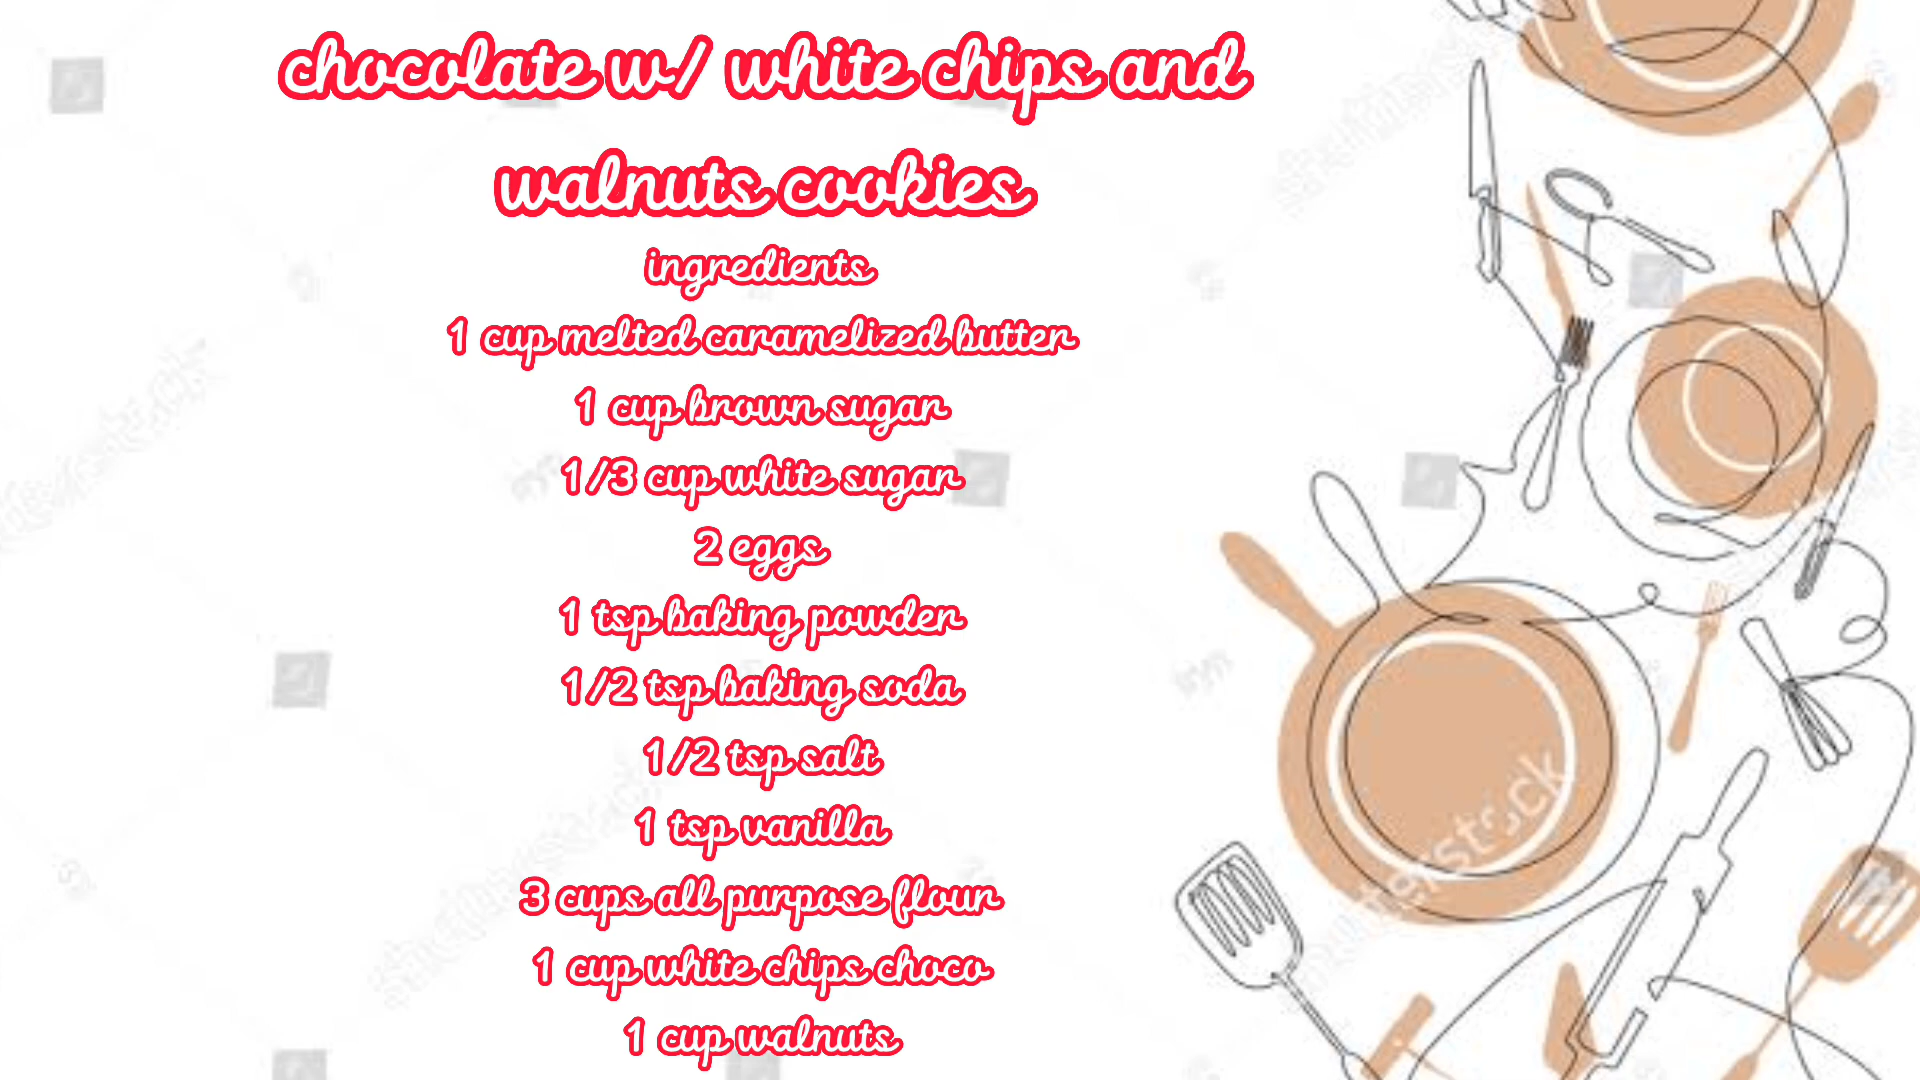 chocolate w/ white chips and
walnuts cookies
ingredients
1 cup melted caramelized butter
1 cup brown sugar
1/3 cup white sugar
2 eggs
1 tsp baking powder
1/2 tsp baking soda
1/2 tsp salt
1 tsp vanilla
3 cups all purpose flour
1 cup white chips choco
1 cup walnuts